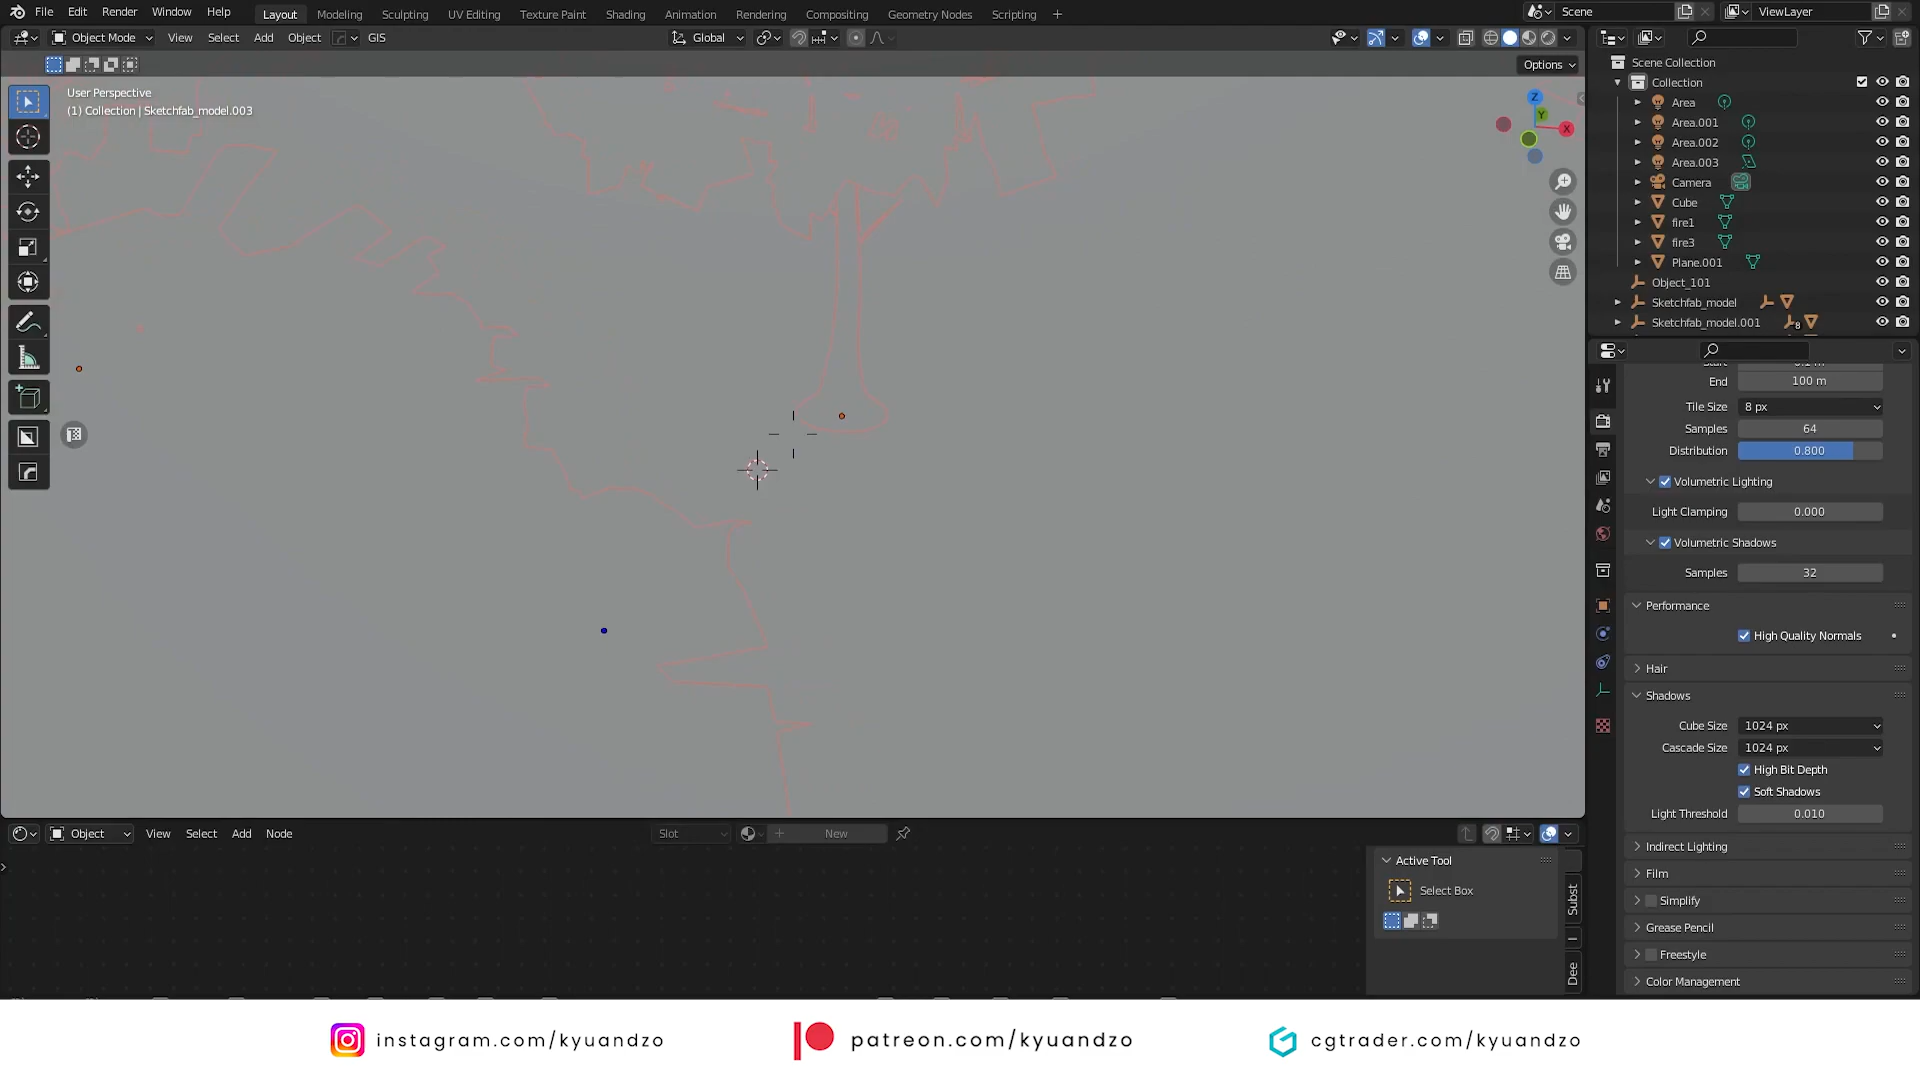 File Edit Render Window Help Layout Modeling Sculpting UV Editing Texture Paint Shading Animation Rendering Compositing Geometry Nodes Scripting + Scene ViewLayer
Object Mode View Select Add Object GIS Global
Options
User Perspective
(1) Collection | Sketchfab_model.003
Z
Y
X
Scene Collection
Collection
Area
Area.001
Area.002
Area.003
Camera
Cube
fire1
fire3
Plane.001
Object_101
Sketchfab_model
Sketchfab_model.001 8
End 100 m
Tile Size 8 px
Samples 64
Distribution 0.800
Volumetric Lighting
Light Clamping 0.000
Volumetric Shadows
Samples 32
Performance
High Quality Normals
Hair
Shadows
Cube Size 1024 px
Cascade Size 1024 px
High Bit Depth
Soft Shadows
Light Threshold 0.010
Indirect Lighting
Film
Simplify
Grease Pencil
Freestyle
Color Management
Object View Select Add Node Slot New
Active Tool
Select Box
Subst
Dee
instagram.com/kyuandzo patreon.com/kyuandzo cgtrader.com/kyuandzo